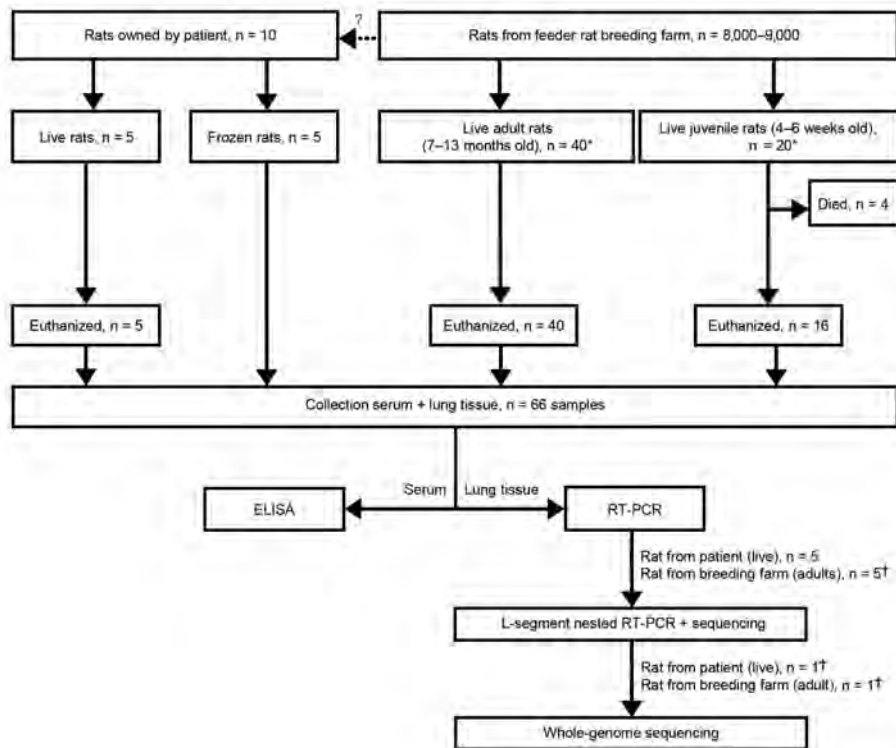 ?
Rats owned by patient, n = 10
Rats from feeder rat breeding farm, n = 8,000–9,000
Live rats, n = 5
Frozen rats, n = 5
Live adult rats
(7–13 months old), n = 40*
Live juvenile rats (4–6 weeks old),
n = 20*
Died, n = 4
Euthanized, n = 5
Euthanized, n = 40
Euthanized, n = 16
Collection serum + lung tissue, n = 66 samples
Serum
Lung tissue
ELISA
RT-PCR
Rat from patient (live), n = 5
Rat from breeding farm (adults), n = 5†
L-segment nested RT-PCR + sequencing
Rat from patient (live), n = 1†
Rat from breeding farm (adult), n = 1†
Whole-genome sequencing